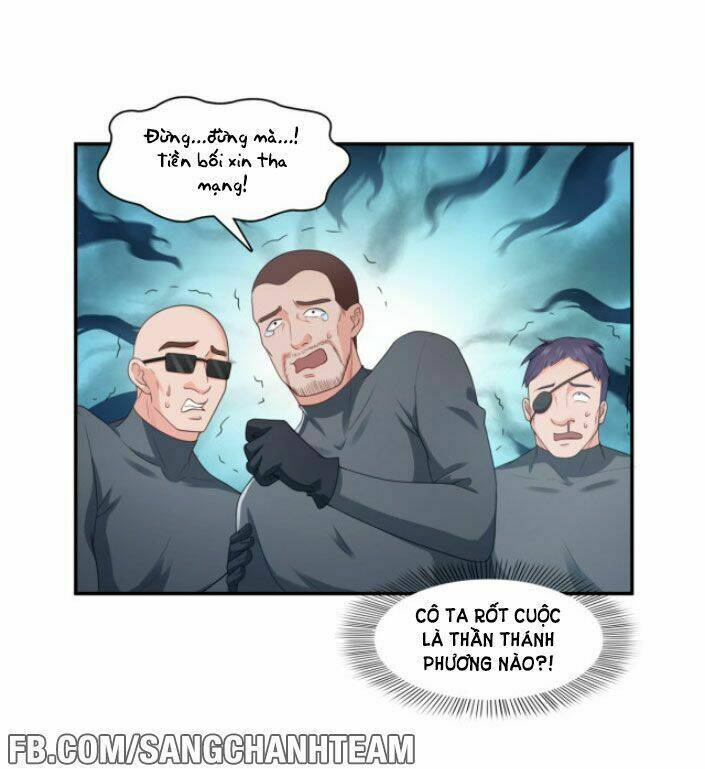 Đừng...đừng mà...!
Tiền bối xin tha
mạng!
CÔ TA RỐT CUỘC
LÀ THẦN THÁNH
PHƯƠNG NÀO?!
FB.COM/SANGCHANHTEAM